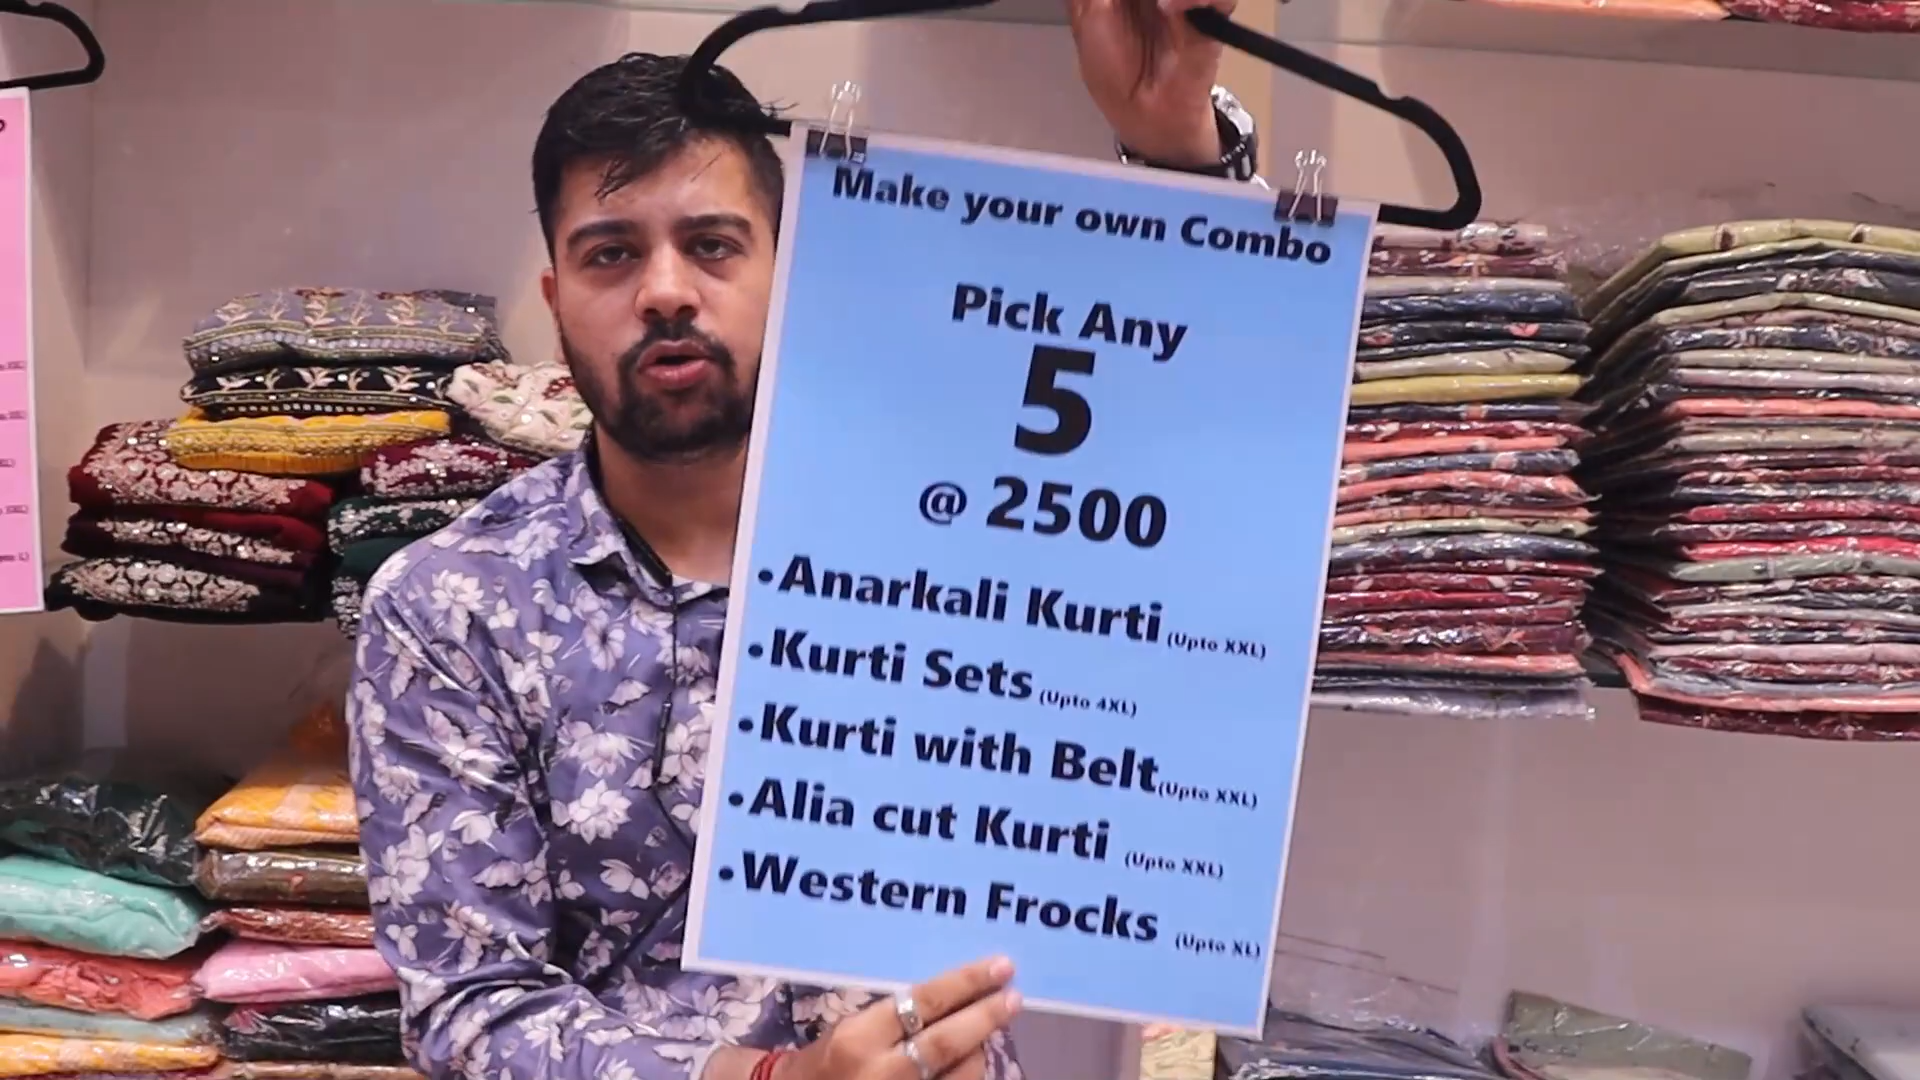 Make your own Combo
Pick Any
5
@ 2500
•Anarkali Kurti (Upto XXL)
•Kurti Sets (Upto 4XL)
•Kurti with Belt (Upto XXL)
•Alia cut Kurti (Upto XXL)
•Western Frocks (Upto XL)